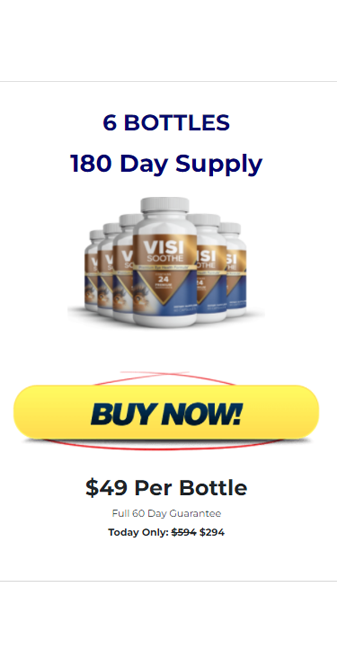 6 BOTTLES
180 Day Supply
VISI
SOOTHE
24
BUY NOW!
$49 Per Bottle
Full 60 Day Guarantee
Today Only: $594 $294